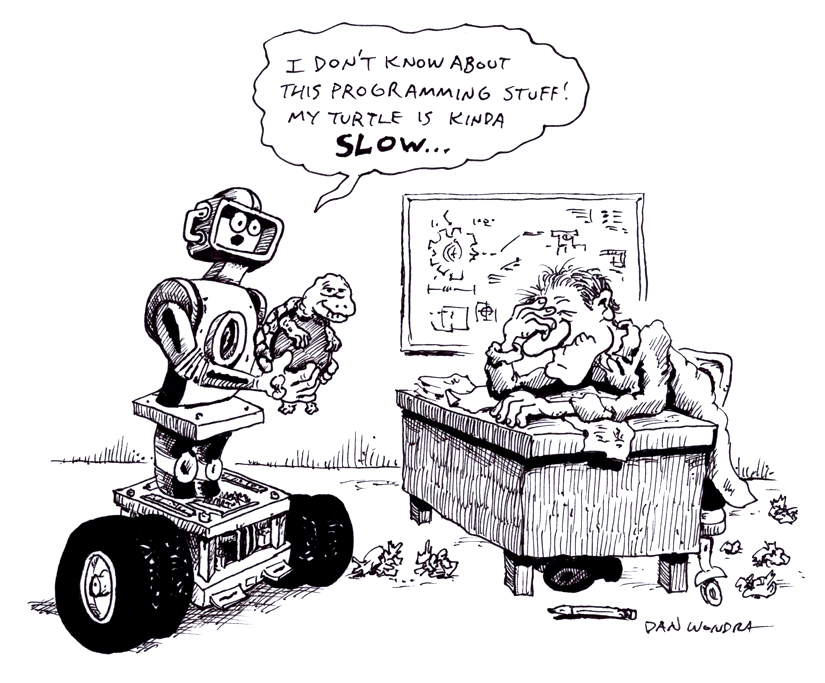 I DON'T KNOW ABOUT
THIS PROGRAMMING STUFF!
MY TURTLE IS KINDA
SLOW...
DAN WONDRA